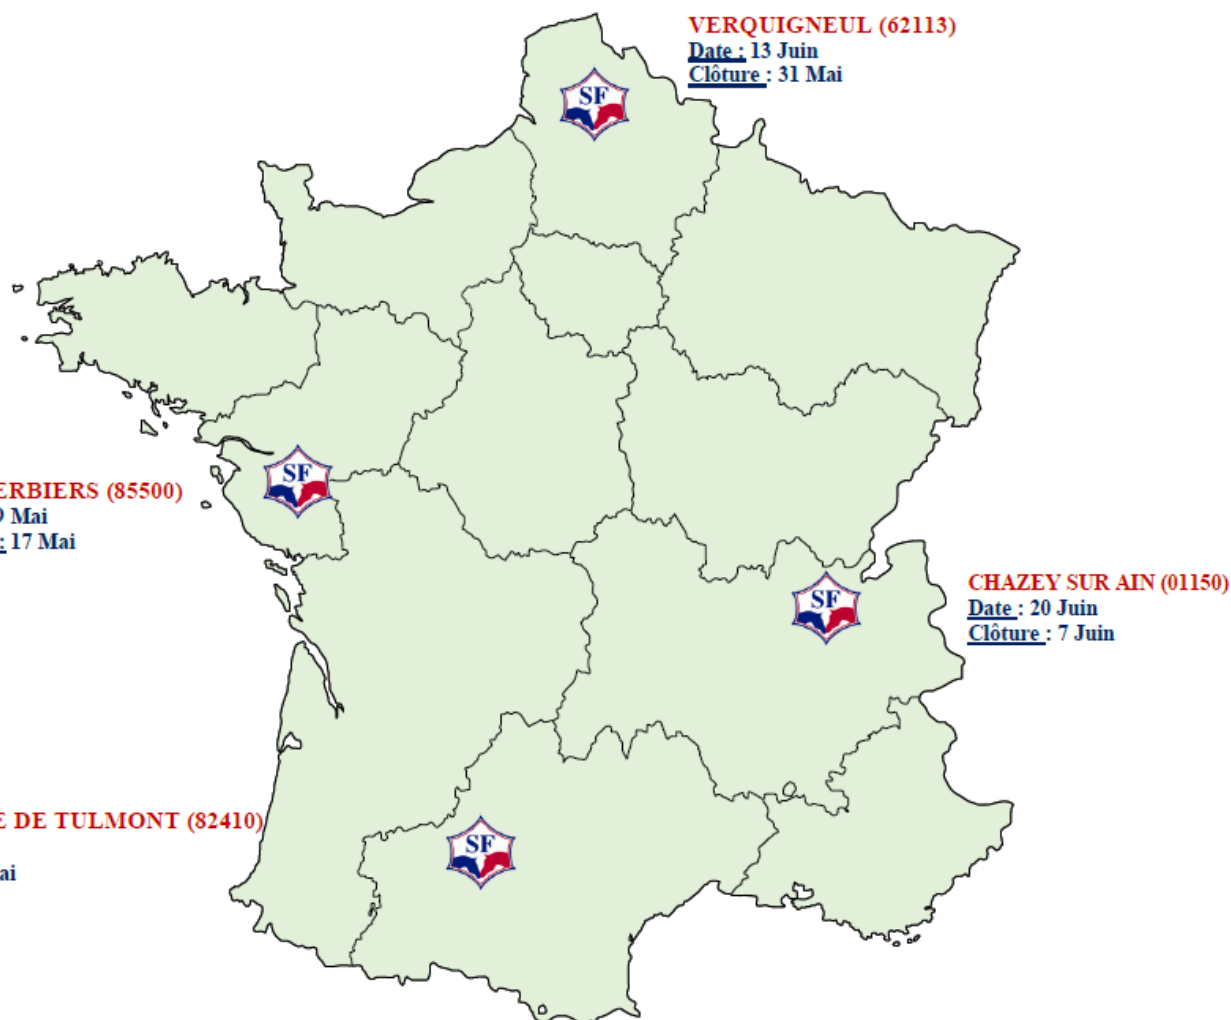 VERQUIGNEUL (62113)
Date : 13 Juin
Clôture : 31 Mai
SF
SF
ERBIERS (85500)
9 Mai
: 17 Mai
SF
CHAZEY SUR AIN (01150)
Date : 20 Juin
Clôture : 7 Juin
E DE TULMONT (82410)
ai
SF